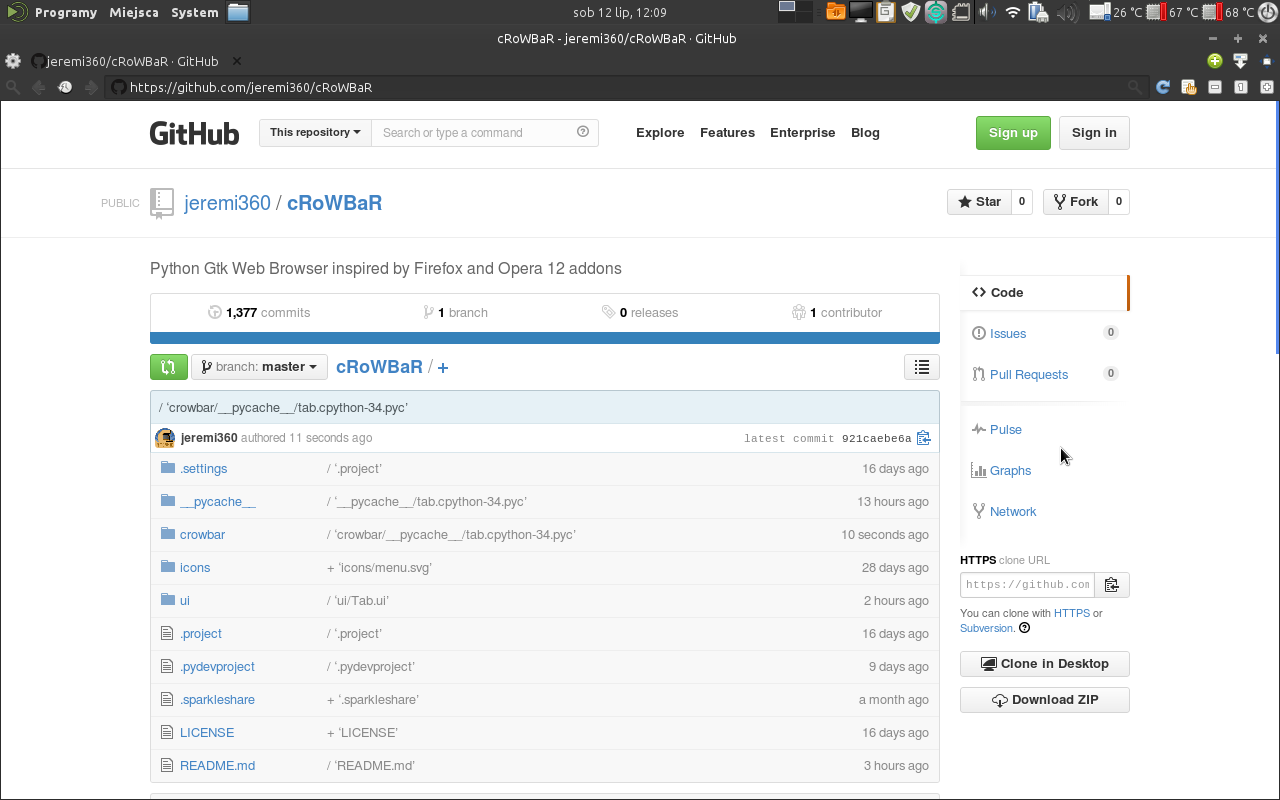 Programy Miejsca System sob 12 lip, 12:09 26 °C 67 °C 68 °C
cRoWBaR - jeremi360/cRoWBaR · GitHub
jeremi360/cRoWBaR · GitHub
https://github.com/jeremi360/cRoWBaR
GitHub This repository Search or type a command Explore Features Enterprise Blog Sign up Sign in
PUBLIC jeremi360 / cRoWBaR Star 0 Fork 0
Python Gtk Web Browser inspired by Firefox and Opera 12 addons
1,377 commits 1 branch 0 releases 1 contributor
branch: master cRoWBaR / +
/ 'crowbar/__pycache__/tab.cpython-34.pyc'
jeremi360 authored 11 seconds ago latest commit 921caebe6a
.settings / '.project' 16 days ago
__pycache__ / '__pycache__/tab.cpython-34.pyc' 13 hours ago
crowbar / 'crowbar/__pycache__/tab.cpython-34.pyc' 10 seconds ago
icons + 'icons/menu.svg' 28 days ago
ui / 'ui/Tab.ui' 2 hours ago
.project / '.project' 16 days ago
.pydevproject / '.pydevproject' 9 days ago
.sparkleshare + '.sparkleshare' a month ago
LICENSE + 'LICENSE' 16 days ago
README.md / 'README.md' 3 hours ago
Code
Issues 0
Pull Requests 0
Pulse
Graphs
Network
HTTPS clone URL
https://github.com
You can clone with HTTPS or
Subversion.
Clone in Desktop
Download ZIP